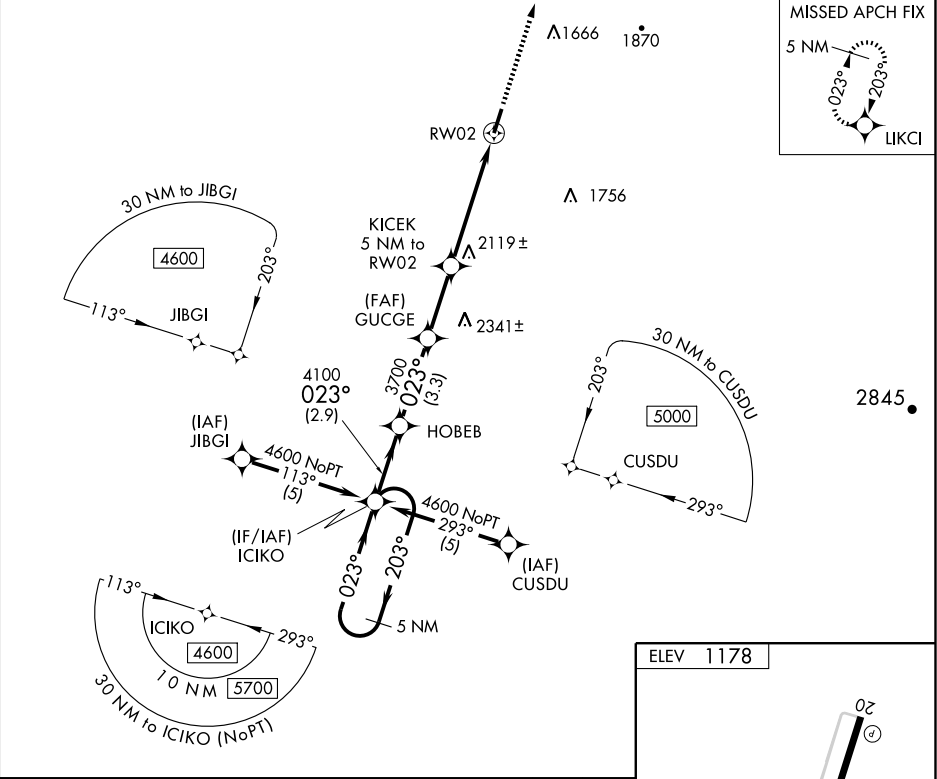 MISSED APCH FIX
5 NM
023°
203°
LIKCI
1666
1870
RW02
1756
30 NM to JIBGI
4600
203°
113°
JIBGI
KICEK
5 NM to
RW02
2119±
(FAF)
GUCGE
2341±
4100
023°
(2.9)
3700
023°
(3.3)
HOBEB
30 NM to CUSDU
203°
5000
CUSDU
293°
2845
(IAF)
JIBGI
4600 NoPT
113°
(5)
(IF/IAF)
ICIKO
4600 NoPT
293°
(5)
(IAF)
CUSDU
023°
203°
5 NM
113°
ICIKO
293°
4600
10 NM
5700
30 NM to ICIKO (NoPT)
ELEV 1178
20
P